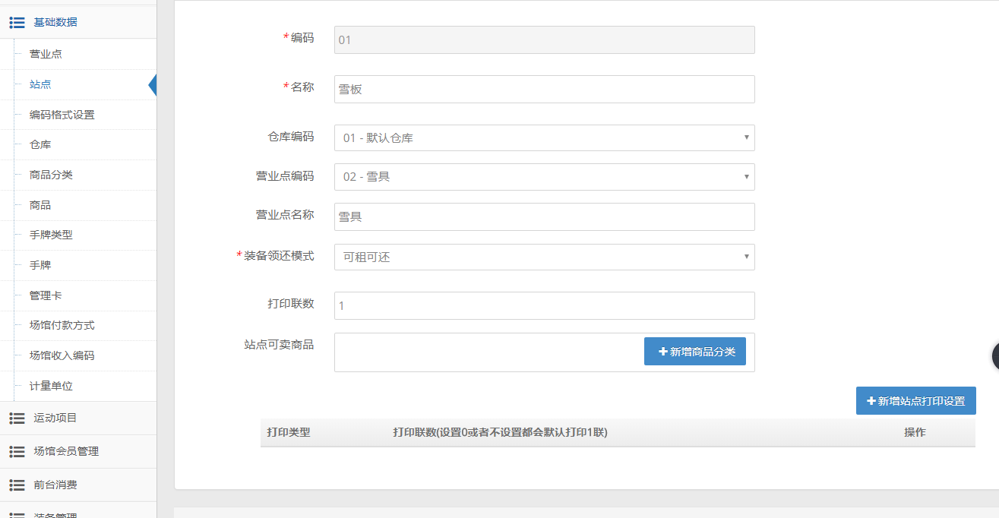 基础数据
营业点
站点
编码格式设置
仓库
商品分类
商品
手牌类型
手牌
管理卡
场馆付款方式
场馆收入编码
计量单位
运动项目
场馆会员管理
前台消费
装备管理
*编码 01
*名称 雪板
仓库编码 01 - 默认仓库
营业点编码 02 - 雪具
营业点名称 雪具
*装备领还模式 可租可还
打印联数 1
站点可卖商品 新增商品分类
新增站点打印设置
打印类型 打印联数(设置0或者不设置都会默认打印1联) 操作